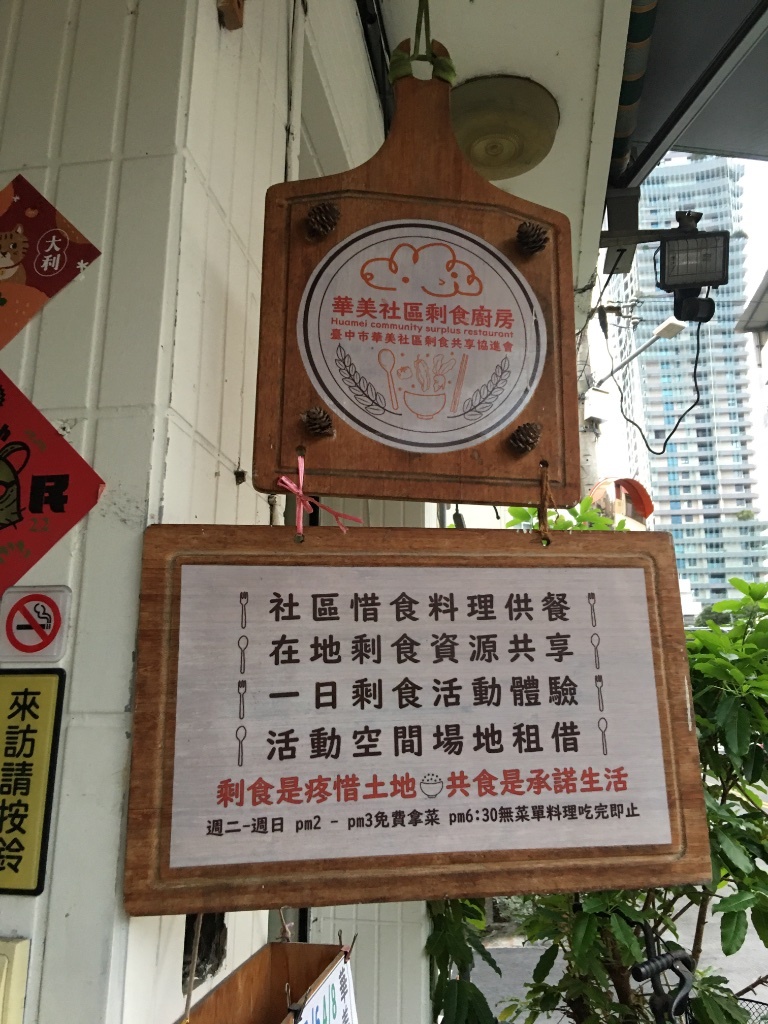 大利
民
華美社區剩食廚房
Huamei community surplus restaurant
臺中市華美社區剩食共享協進會
社區惜食料理供餐
在地剩食資源共享
一日剩食活動體驗
活動空間場地租借
剩食是疼惜土地 共食是承諾生活
週二-週日 pm2 - pm3免費拿菜 pm6:30無菜單料理吃完即止
來訪請按鈴